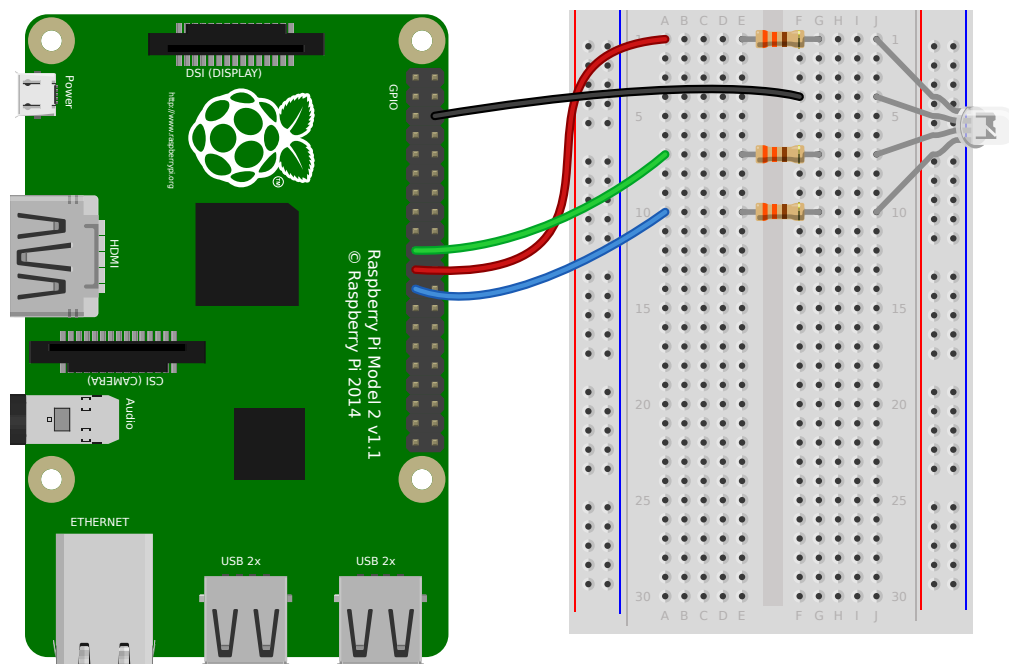 DSI (DISPLAY)
Power
http://www.raspberrypi.org
TM
GPIO
HDMI
Raspberry Pi Model 2 v1.1
© Raspberry Pi 2014
CSI (CAMERA)
Audio
ETHERNET
USB 2x
USB 2x
A B C D E F G H I J
1 1
5 5
10 10
15 15
20 20
25 25
30 30
A B C D E F G H I J